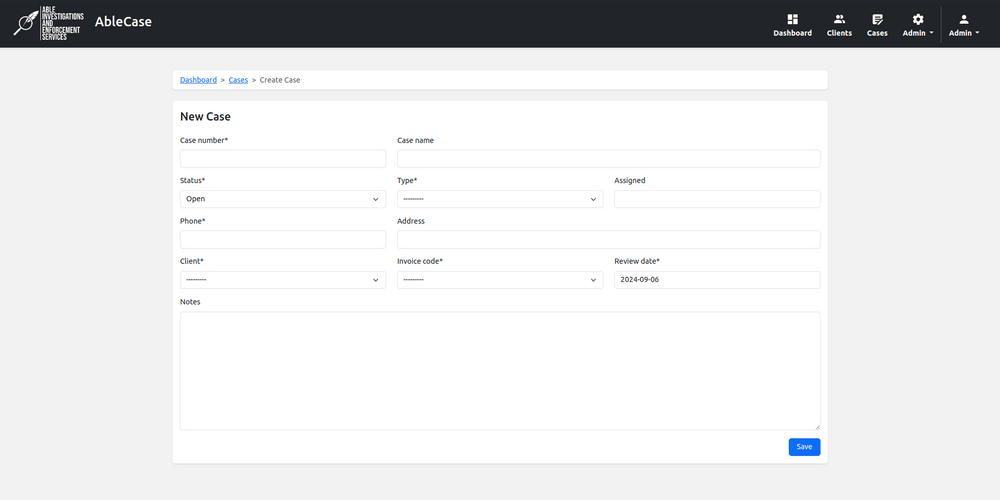 ABLE
INVESTIGATIONS
AND
ENFORCEMENT
SERVICES
AbleCase
Dashboard
Clients
Cases
Admin
Admin
Dashboard > Cases > Create Case
New Case
Case number*
Case name
Status*
Type*
Assigned
Open
---------
Phone*
Address
Client*
Invoice code*
Review date*
---------
---------
2024-09-06
Notes
Save